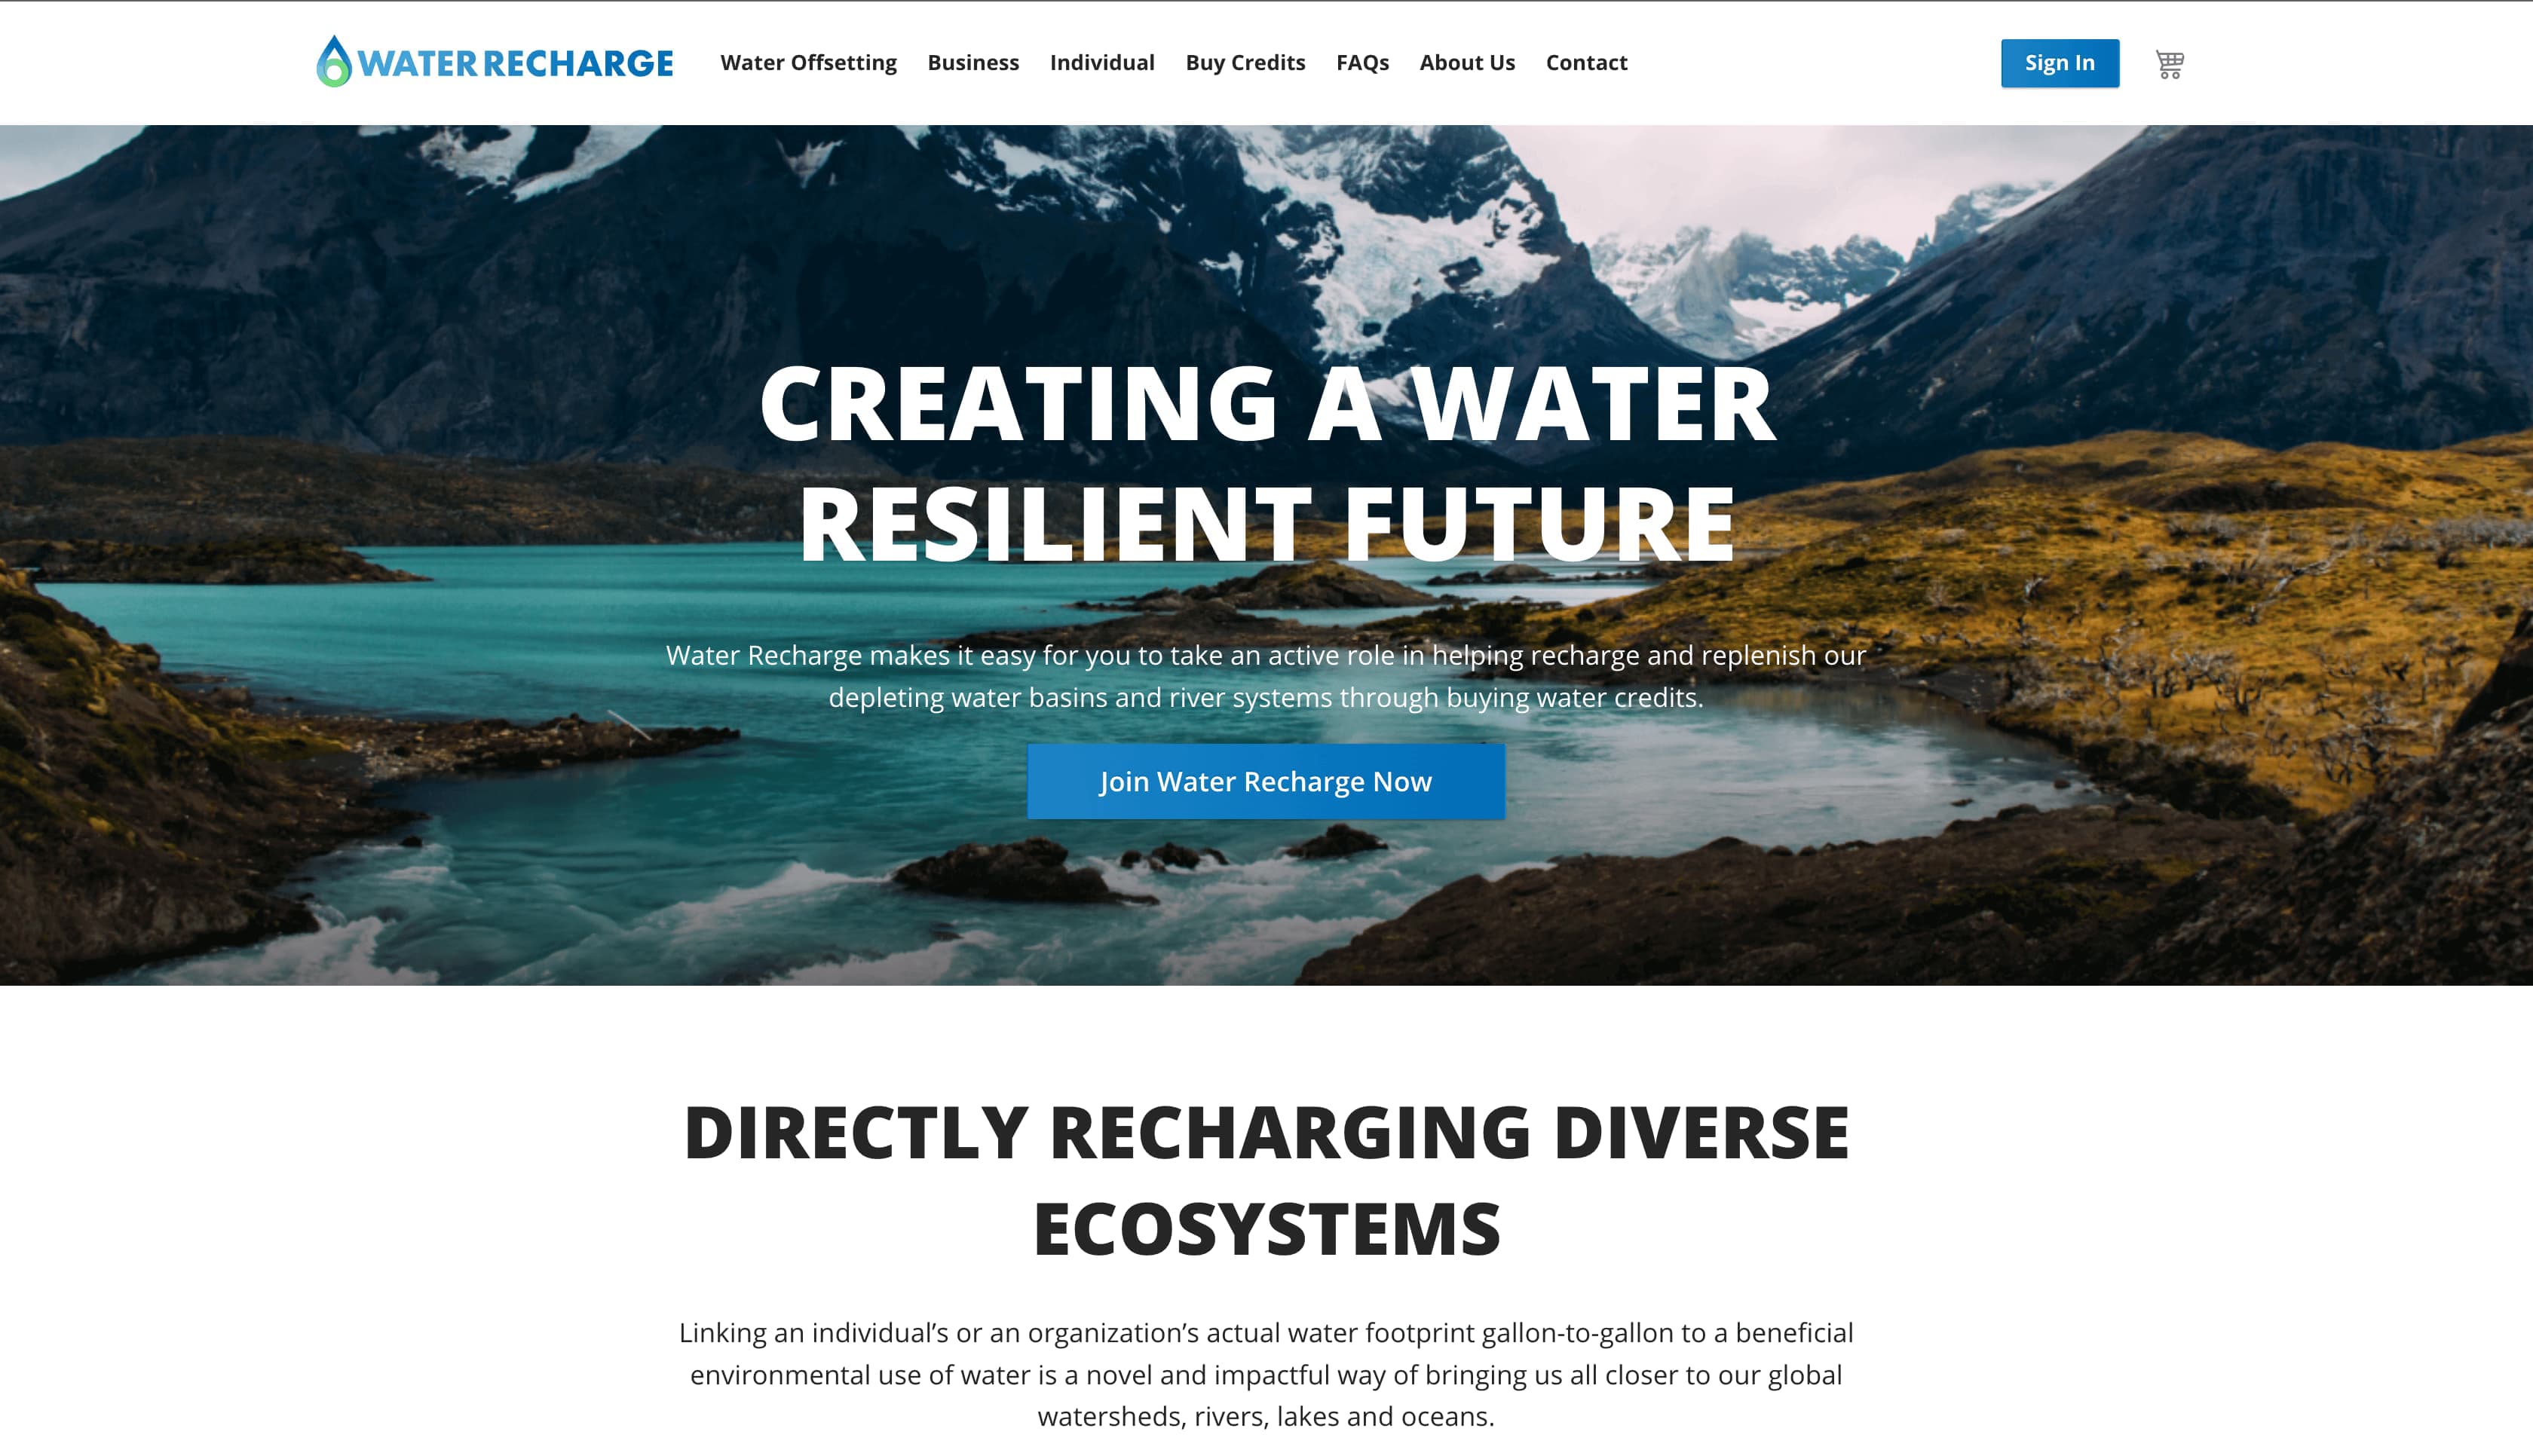 WATER RECHARGE
Water Offsetting
Business
Individual
Buy Credits
FAQs
About Us
Contact
Sign In
CREATING A WATER
RESILIENT FUTURE
Water Recharge makes it easy for you to take an active role in helping recharge and replenish our
depleting water basins and river systems through buying water credits.
Join Water Recharge Now
DIRECTLY RECHARGING DIVERSE
ECOSYSTEMS
Linking an individual’s or an organization’s actual water footprint gallon-to-gallon to a beneficial
environmental use of water is a novel and impactful way of bringing us all closer to our global
watersheds, rivers, lakes and oceans.